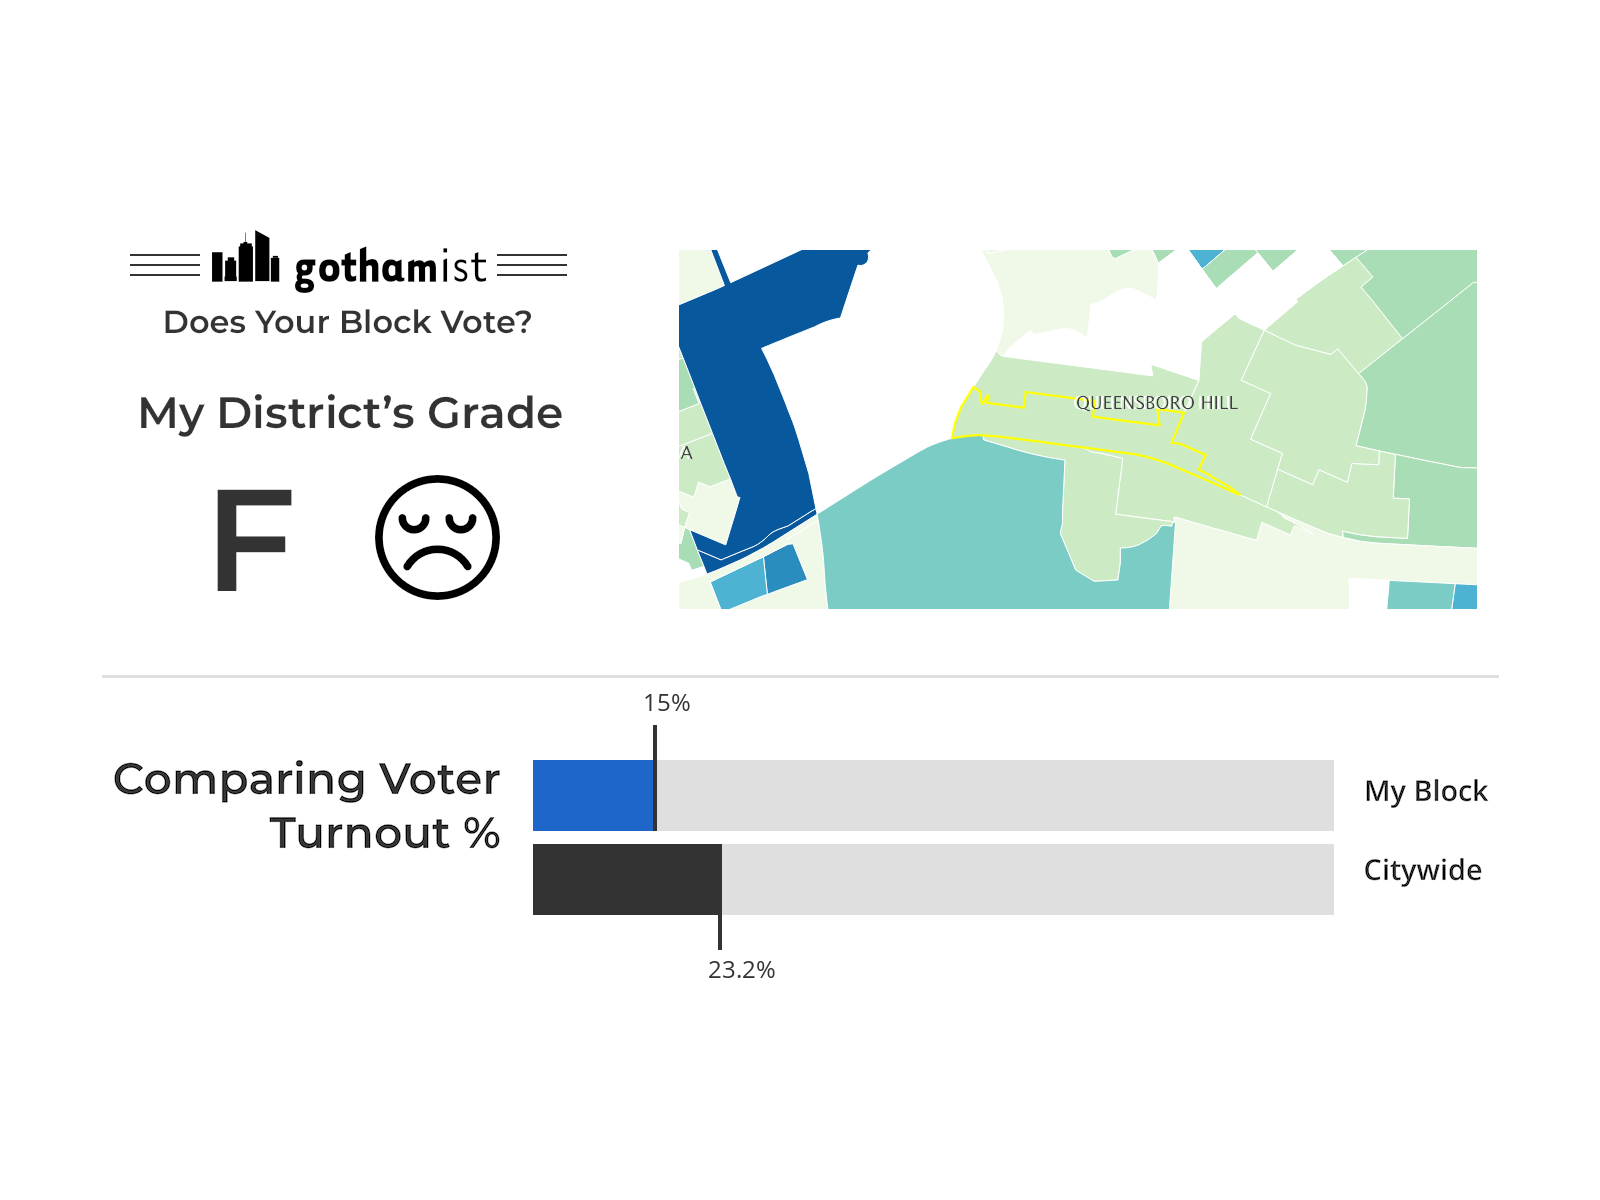 gothamist
Does Your Block Vote?
My District's Grade
F
QUEENSBORO HILL
A
15%
Comparing Voter
Turnout %
My Block
Citywide
23.2%